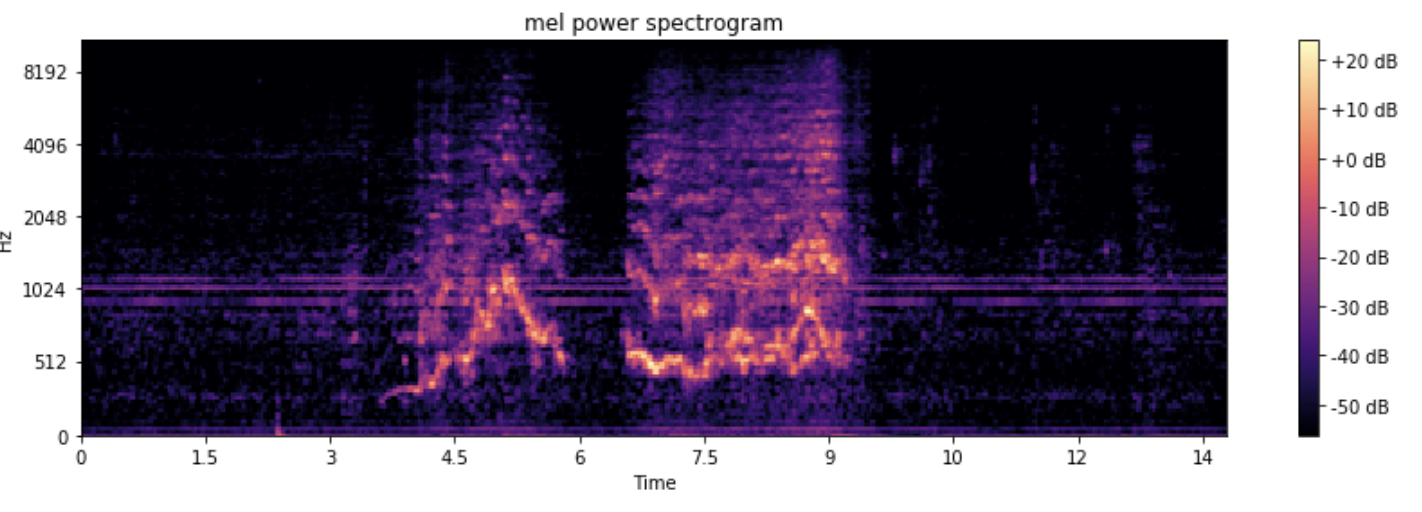 mel power spectrogram
8192
4096
2048
1024
512
0
Hz
0 1.5 3 4.5 6 7.5 9 10 12 14
Time
+20 dB
+10 dB
+0 dB
-10 dB
-20 dB
-30 dB
-40 dB
-50 dB